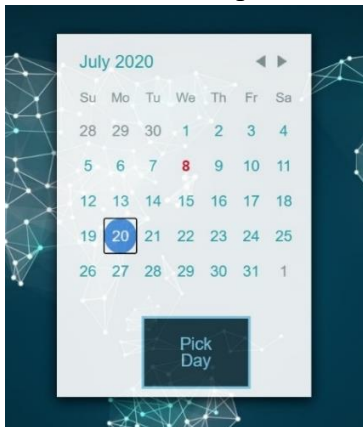 July 2020
Su Mo Tu We Th Fr Sa
28 29 30 1 2 3 4
5 6 7 8 9 10 11
12 13 14 15 16 17 18
19 20 21 22 23 24 25
26 27 28 29 30 31 1
Pick
Day